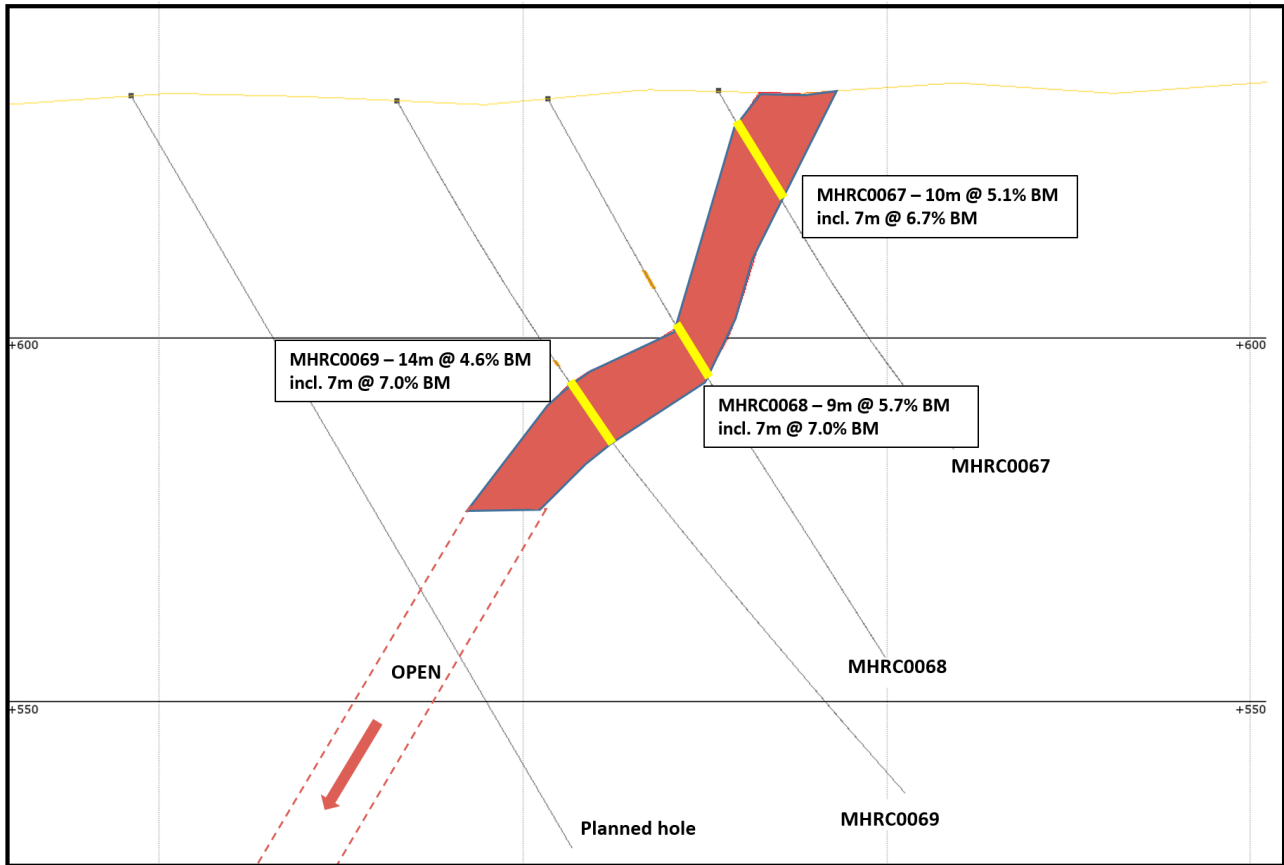 MHRC0067 – 10m @ 5.1% BM
incl. 7m @ 6.7% BM
+600
+600
MHRC0069 – 14m @ 4.6% BM
incl. 7m @ 7.0% BM
MHRC0068 – 9m @ 5.7% BM
incl. 7m @ 7.0% BM
MHRC0067
MHRC0068
OPEN
+550
+550
MHRC0069
Planned hole